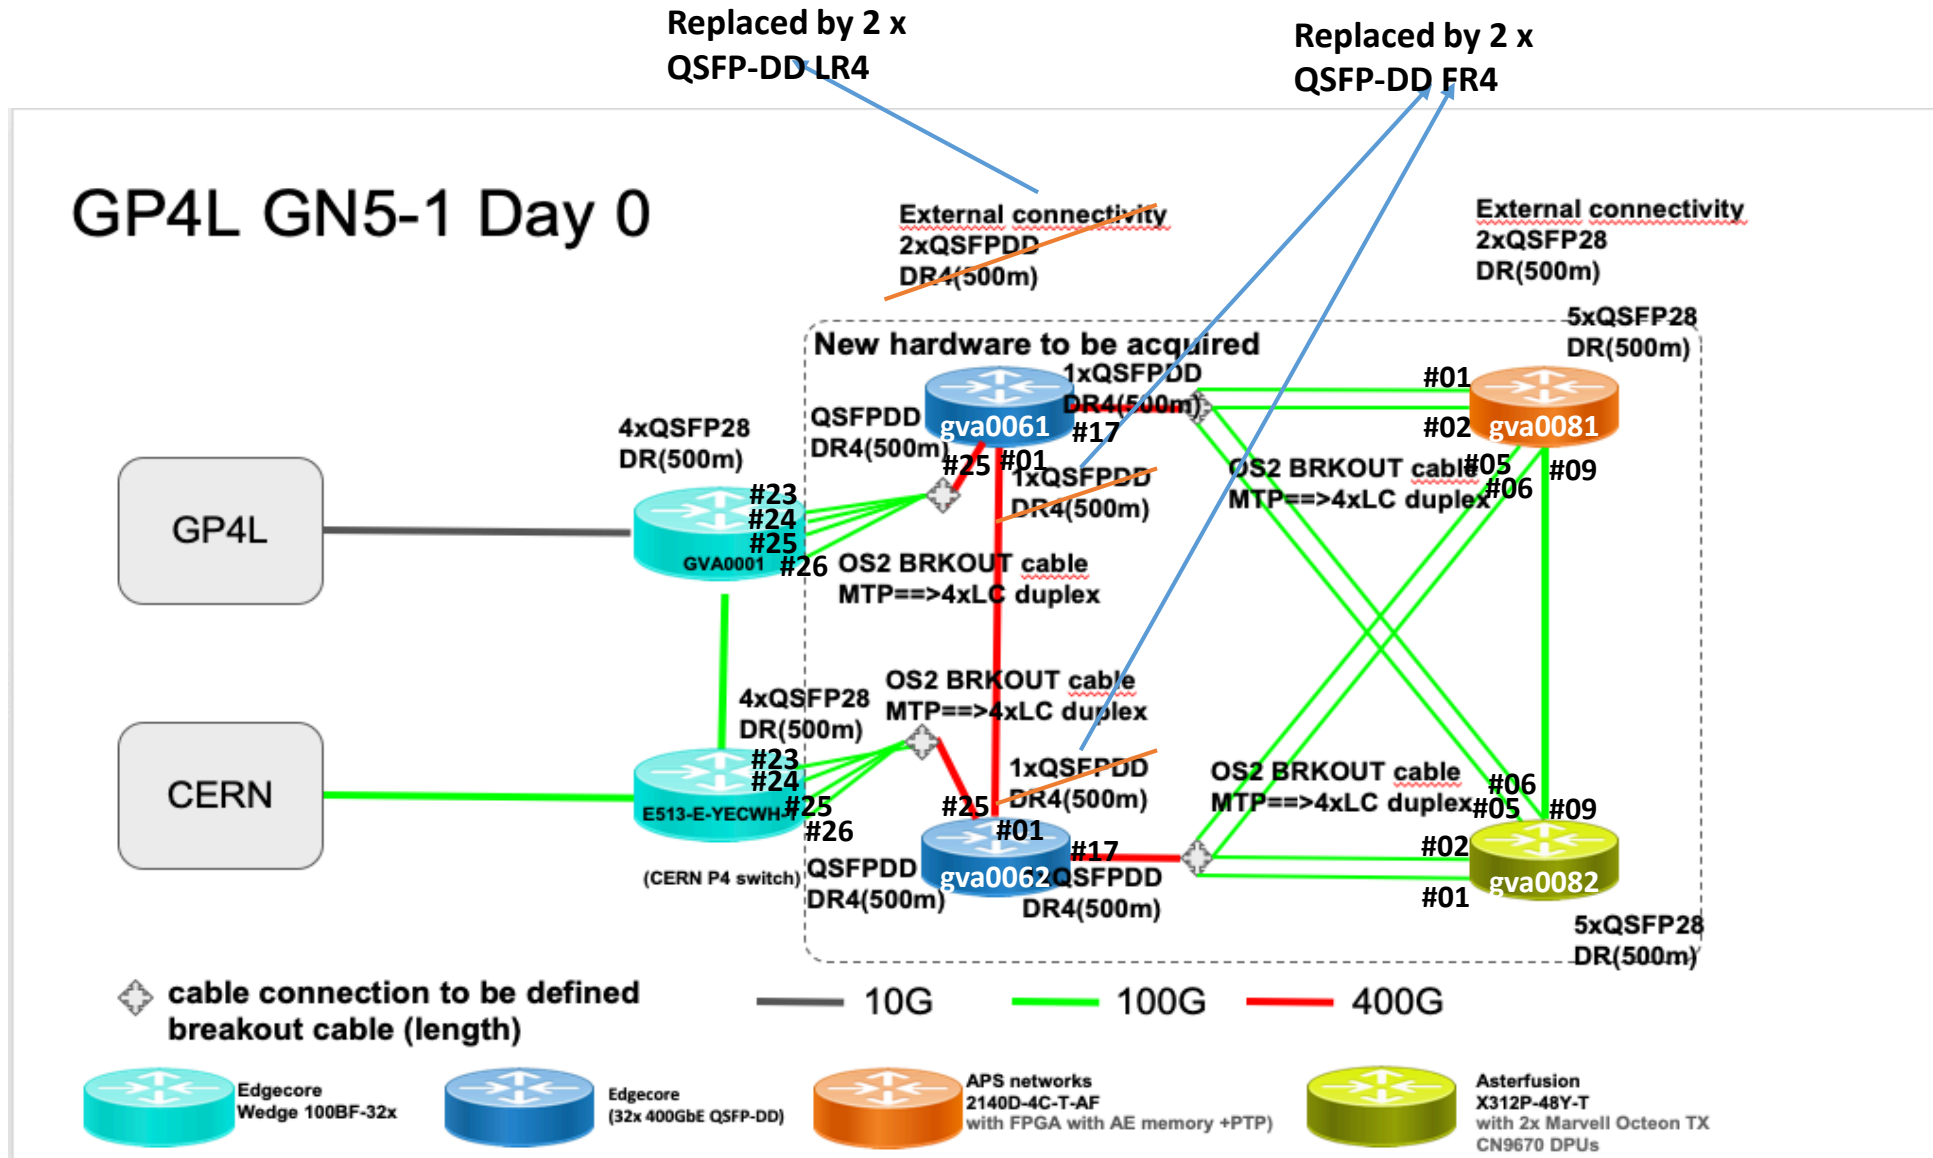 Replaced by 2 x
QSFP-DD LR4
Replaced by 2 x
QSFP-DD FR4
GP4L GN5-1 Day 0
External connectivity
2xQSFPDD
DR4(500m)
External connectivity
2xQSFP28
DR(500m)
5xQSFP28
DR(500m)
New hardware to be acquired
1xQSFPDD
DR4(500m)
#17
QSFPDD
DR4(500m)
gva0061
#25
#01
1xQSFPDD
DR4(500m)
#01
#02
gva0081
#05
#06
#09
OS2 BRKOUT cable
MTP==>4xLC duplex
4xQSFP28
DR(500m)
GP4L
#23
#24
#25
#26
GVA0001
OS2 BRKOUT cable
MTP==>4xLC duplex
OS2 BRKOUT cable
MTP==>4xLC duplex
4xQSFP28
DR(500m)
CERN
#23
#24
#25
#26
E513-E-YECWH-
(CERN P4 switch)
1xQSFPDD
DR4(500m)
#25
#01
#17
gva0062
QSFPDD
DR4(500m)
QSFPDD
DR4(500m)
OS2 BRKOUT cable
MTP==>4xLC duplex
#06
#05
#09
#02
#01
gva0082
5xQSFP28
DR(500m)
cable connection to be defined
breakout cable (length)
10G
100G
400G
Edgecore
Wedge 100BF-32x
Edgecore
(32x 400GbE QSFP-DD)
APS networks
2140D-4C-T-AF
with FPGA with AE memory +PTP)
Asterfusion
X312P-48Y-T
with 2x Marvell Octeon TX
CN9670 DPUs